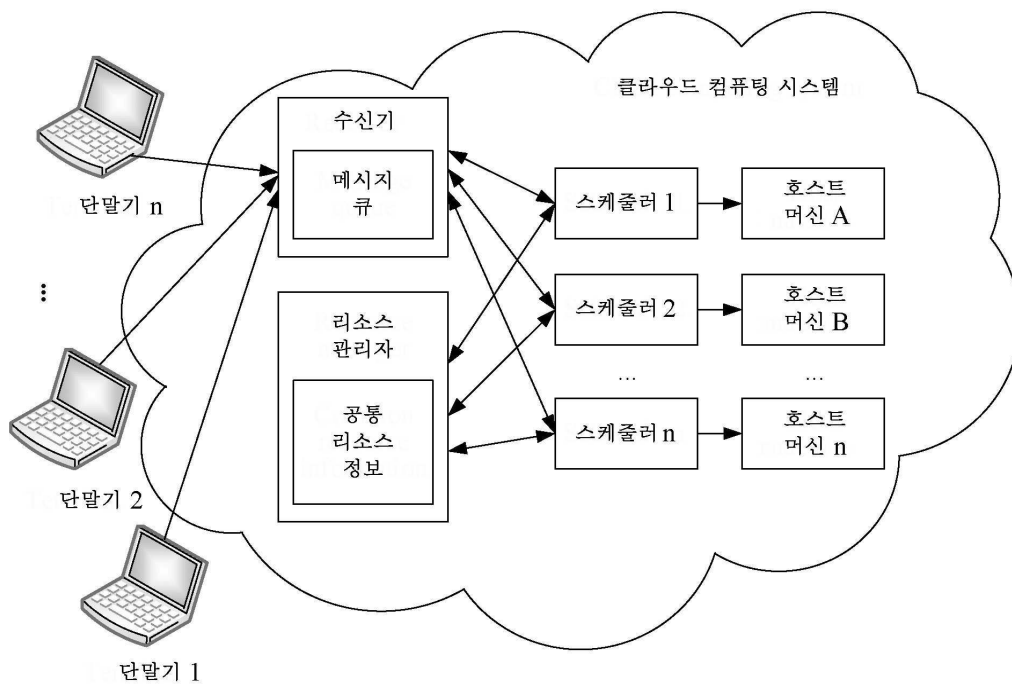 클라우드 컴퓨팅 시스템
수신기
메시지
큐
리소스
관리자
공통
리소스
정보
스케줄러 1
스케줄러 2
...
스케줄러 n
호스트
머신 A
호스트
머신 B
...
호스트
머신 n
단말기 n
...
단말기 2
단말기 1